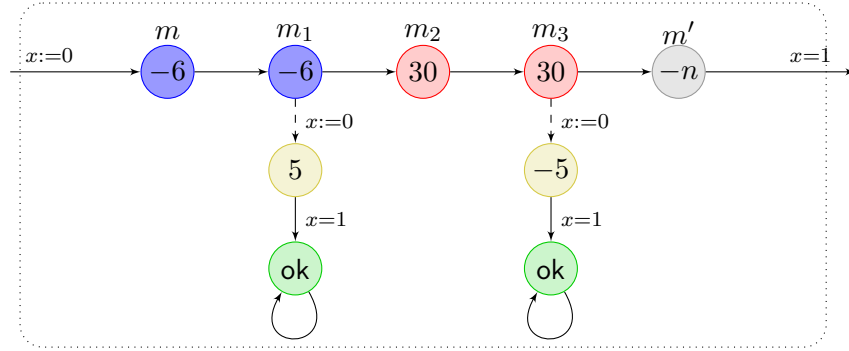 m m₁ m₂ m₃ m′
x:=0 −6 −6 30 30 −n x=1
x:=0 x:=0
5 −5
x=1 x=1
ok ok